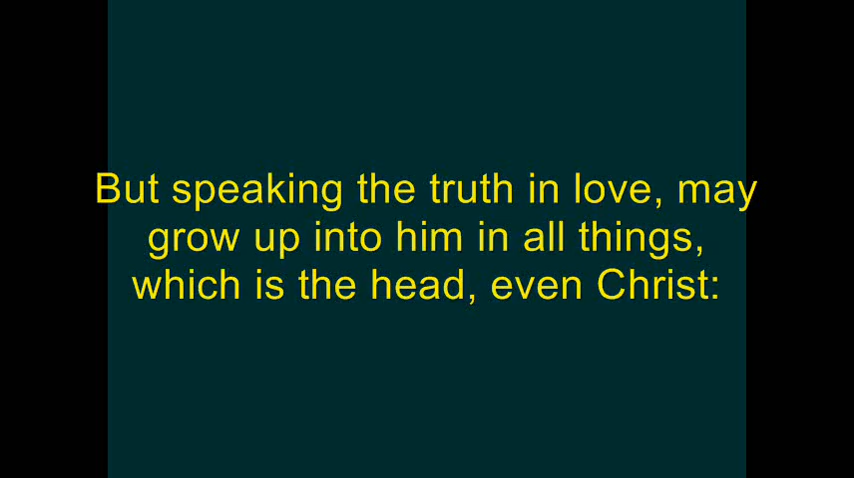 But speaking the truth in love, may
grow up into him in all things,
which is the head, even Christ: